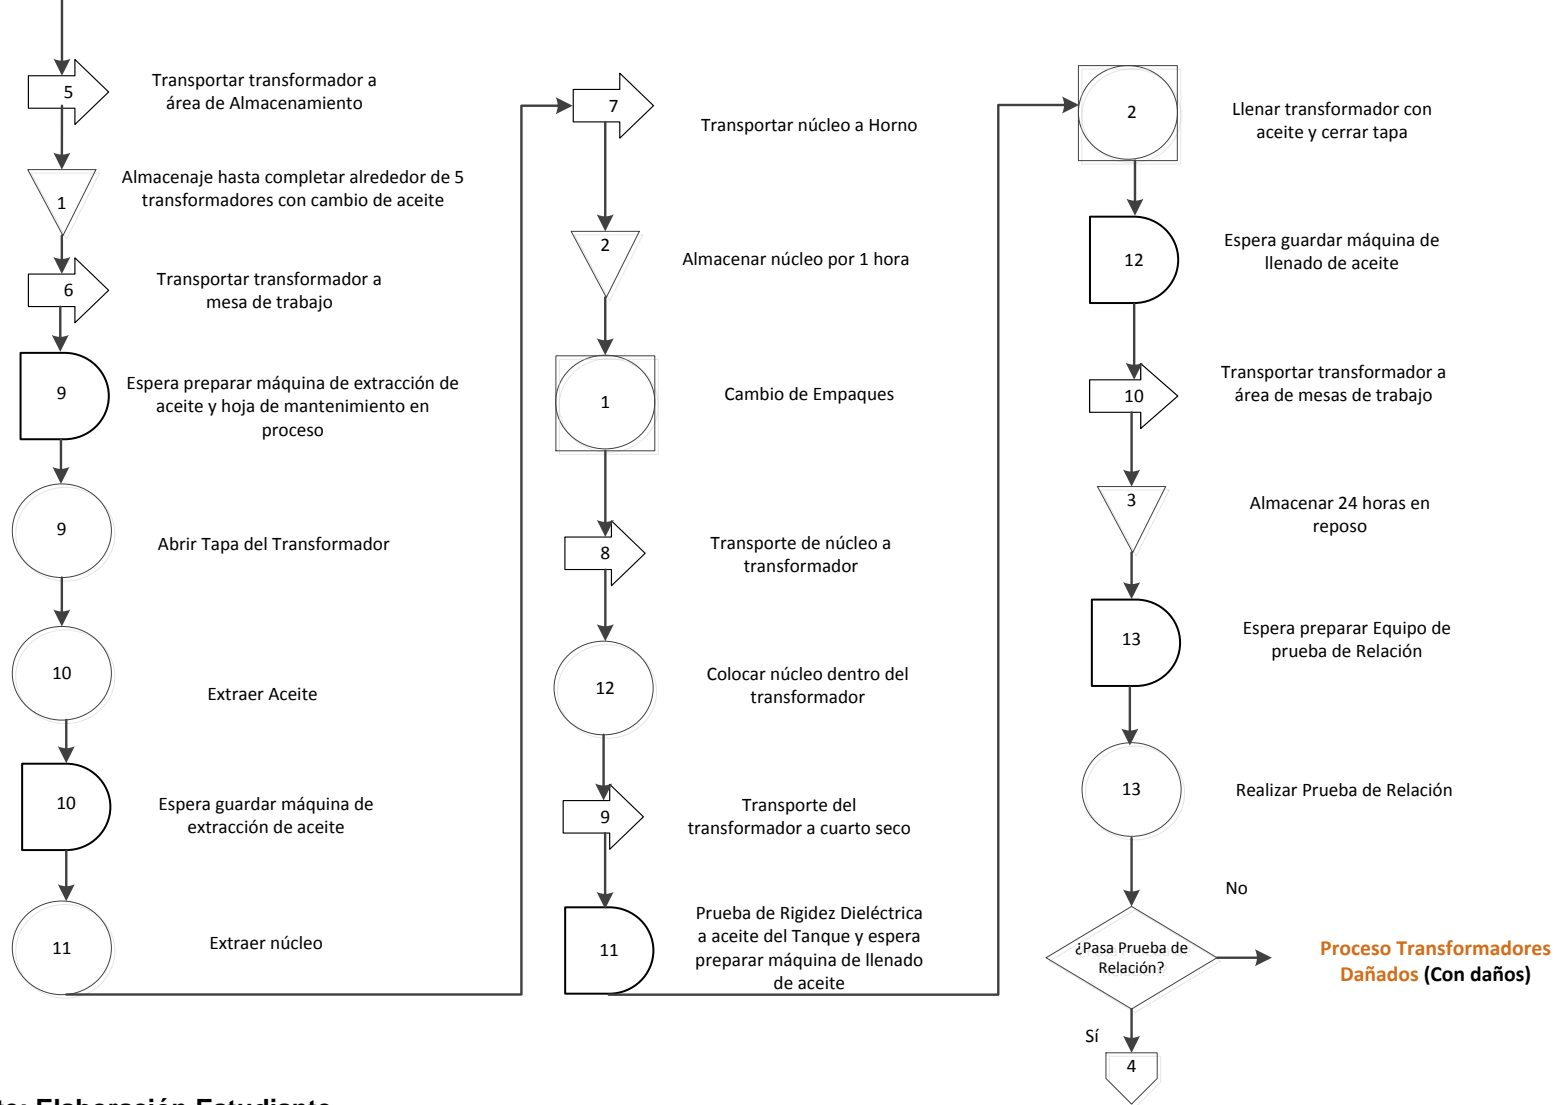 5
Transportar transformador a
área de Almacenamiento
1
Almacenaje hasta completar alrededor de 5
transformadores con cambio de aceite
6
Transportar transformador a
mesa de trabajo
9
Espera preparar máquina de extracción de
aceite y hoja de mantenimiento en
proceso
9
Abrir Tapa del Transformador
10
Extraer Aceite
10
Espera guardar máquina de
extracción de aceite
11
Extraer núcleo
7
Transportar núcleo a Horno
2
Almacenar núcleo por 1 hora
1
Cambio de Empaques
8
Transporte de núcleo a
transformador
12
Colocar núcleo dentro del
transformador
9
Transporte del
transformador a cuarto seco
11
Prueba de Rigidez Dieléctrica
a aceite del Tanque y espera
preparar máquina de llenado
de aceite
2
Llenar transformador con
aceite y cerrar tapa
12
Espera guardar máquina de
llenado de aceite
10
Transportar transformador a
área de mesas de trabajo
3
Almacenar 24 horas en
reposo
13
Espera preparar Equipo de
prueba de Relación
13
Realizar Prueba de Relación
No
¿Pasa Prueba de
Relación?
Proceso Transformadores
Dañados (Con daños)
Sí
4
Elaboración Estudiante